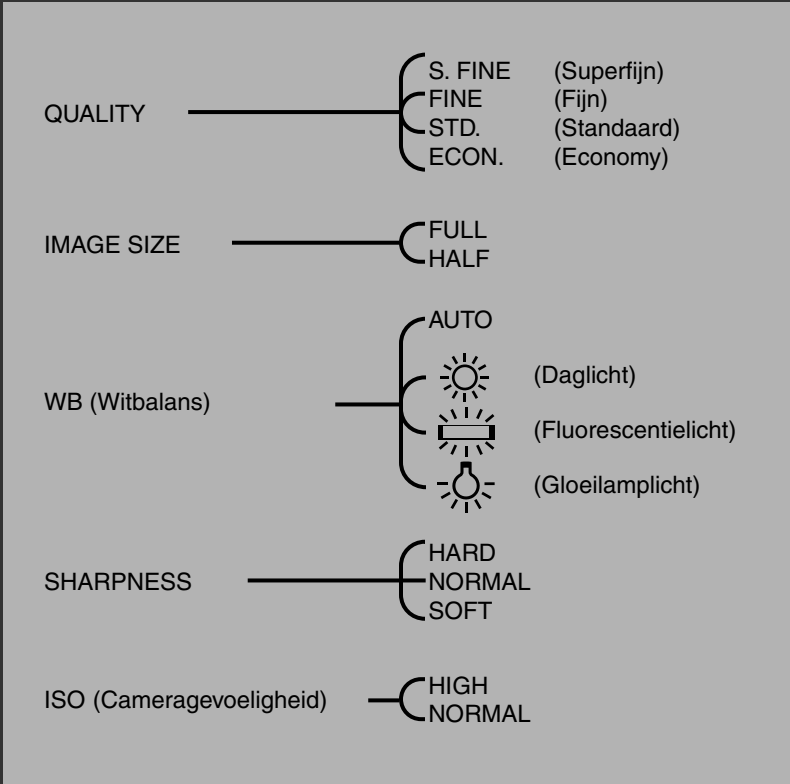 S. FINE (Superfijn)
FINE (Fijn)
QUALITY
STD. (Standaard)
ECON. (Economy)
FULL
IMAGE SIZE
HALF
AUTO
(Daglicht)
WB (Witbalans)
(Fluorescentielicht)
(Gloeilamplicht)
HARD
SHARPNESS NORMAL
SOFT
HIGH
ISO (Cameragevoeligheid)
NORMAL